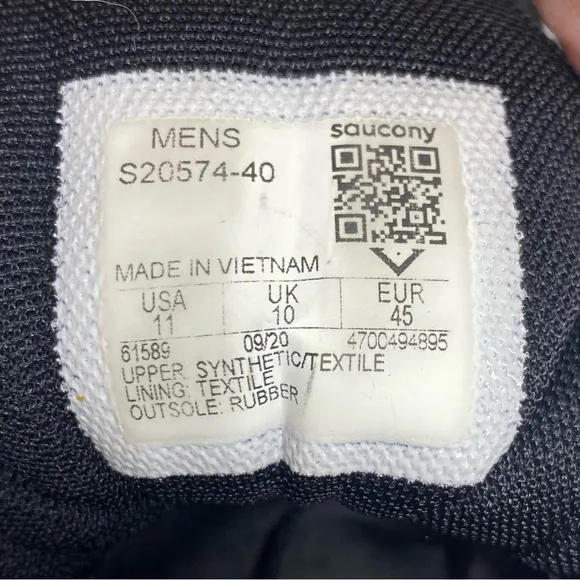 MENS
saucony
S20574-40
MADE IN VIETNAM
USA UK EUR
11 10 45
61589 09/20 4700494895
UPPER: SYNTHETIC/TEXTILE
LINING: TEXTILE
OUTSOLE: RUBBER